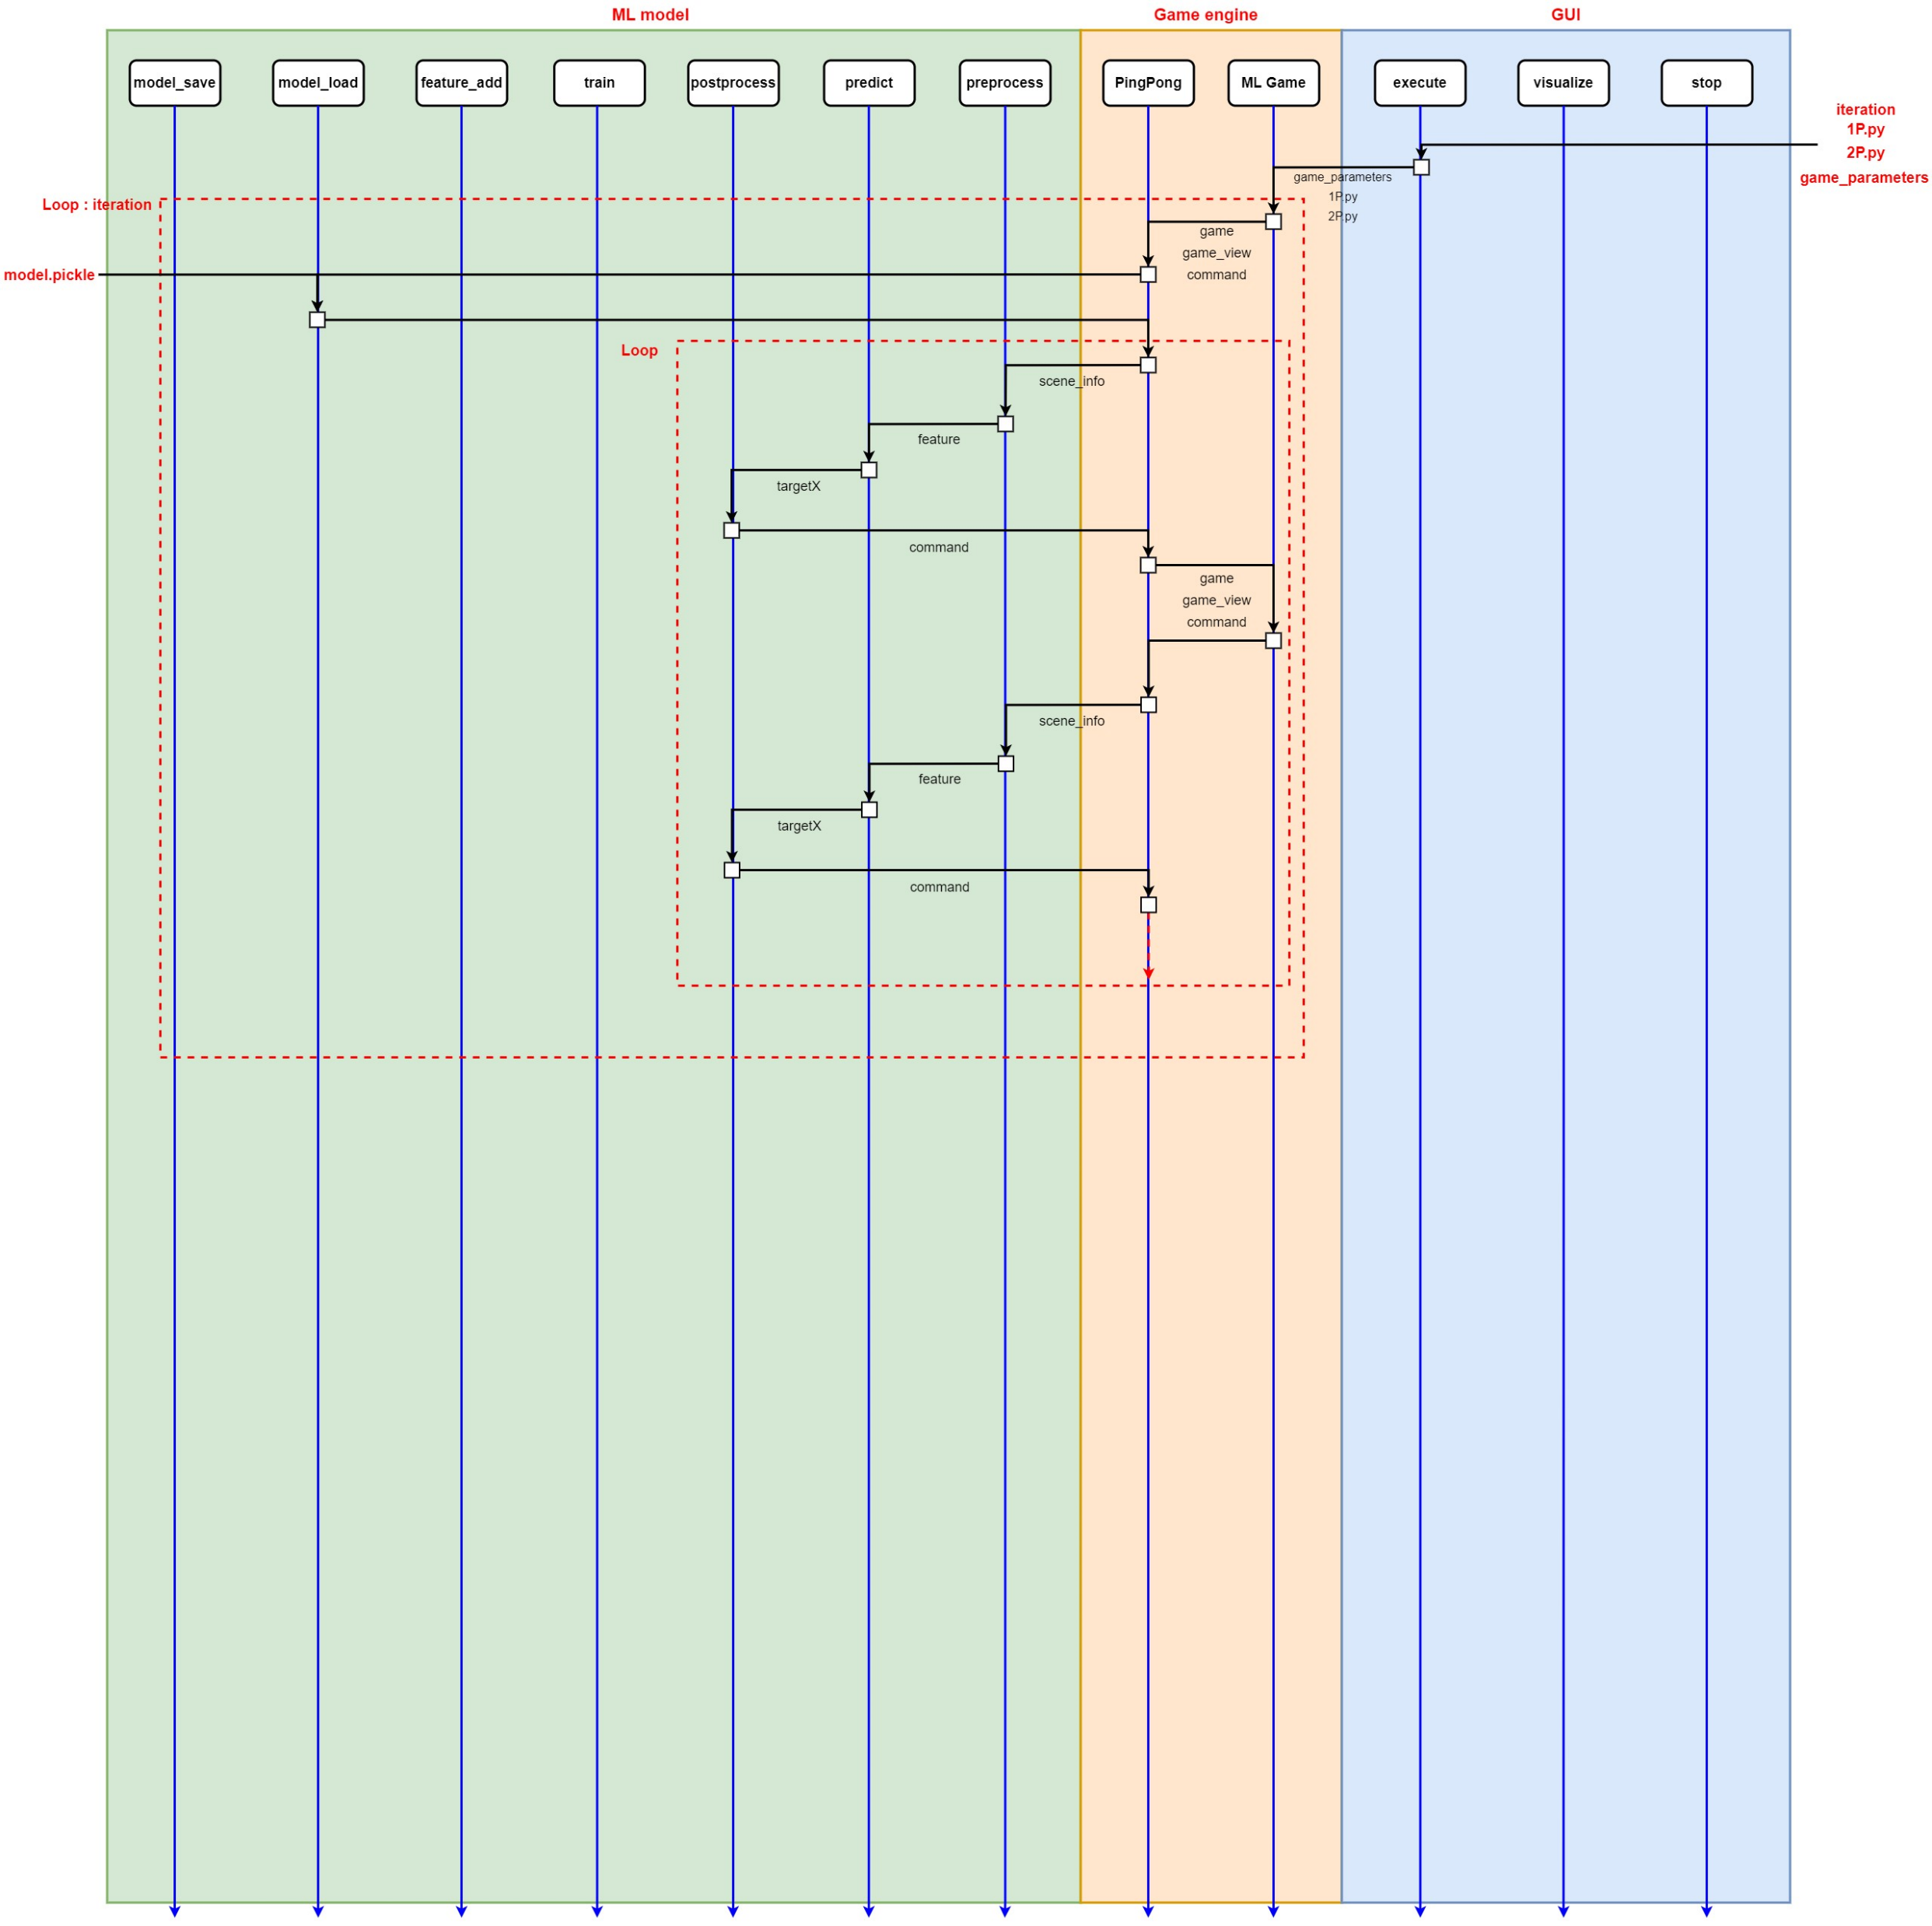 ML model
Game engine
GUI
model_save
model_load
feature_add
train
postprocess
predict
preprocess
PingPong
ML Game
execute
visualize
stop
iteration
1P.py
2P.py
game_parameters
game_parameters
1P.py
2P.py
Loop : iteration
game
game_view
command
model.pickle
Loop
scene_info
feature
targetX
command
game
game_view
command
scene_info
feature
targetX
command